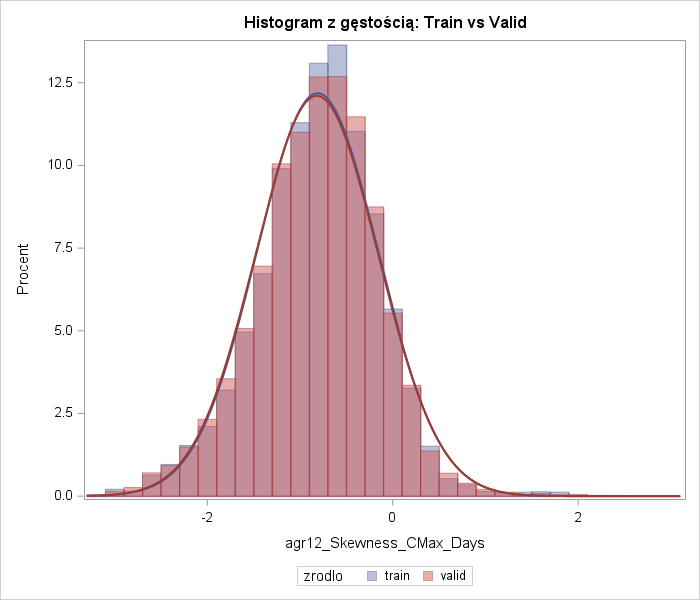 Histogram z gęstością: Train vs Valid
Procent
12.5
10.0
7.5
5.0
2.5
0.0
-2
0
2
agr12_Skewness_CMax_Days
zrodlo train valid